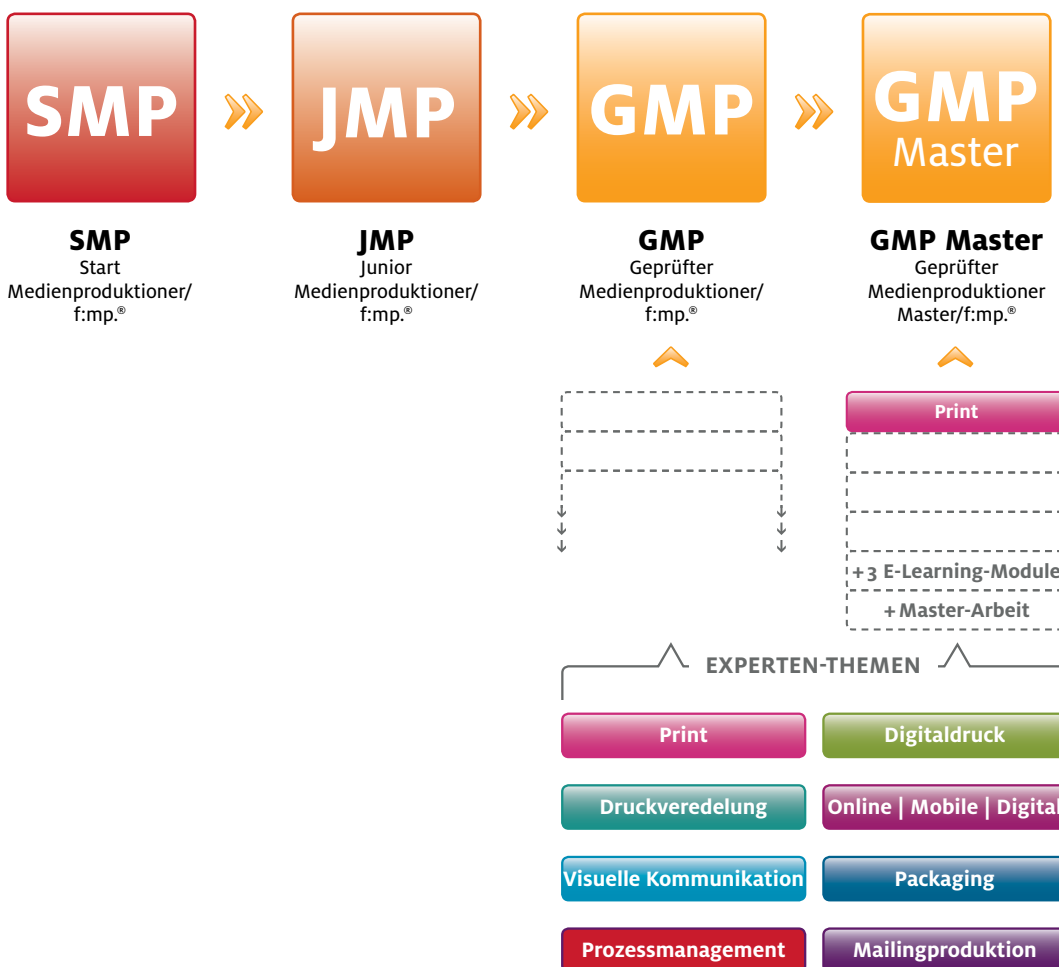 SMP
JMP
GMP
GMP
Master
SMP
Start
Medienproduktioner/
f:mp.®
JMP
Junior
Medienproduktioner/
f:mp.®
GMP
Geprüfter
Medienproduktioner/
f:mp.®
GMP Master
Geprüfter
Medienproduktioner
Master/f:mp.®
Print
+ 3 E-Learning-Module
+ Master-Arbeit
EXPERTEN-THEMEN
Print
Digitaldruck
Druckveredelung
Online | Mobile | Digital
Visuelle Kommunikation
Packaging
Prozessmanagement
Mailingproduktion